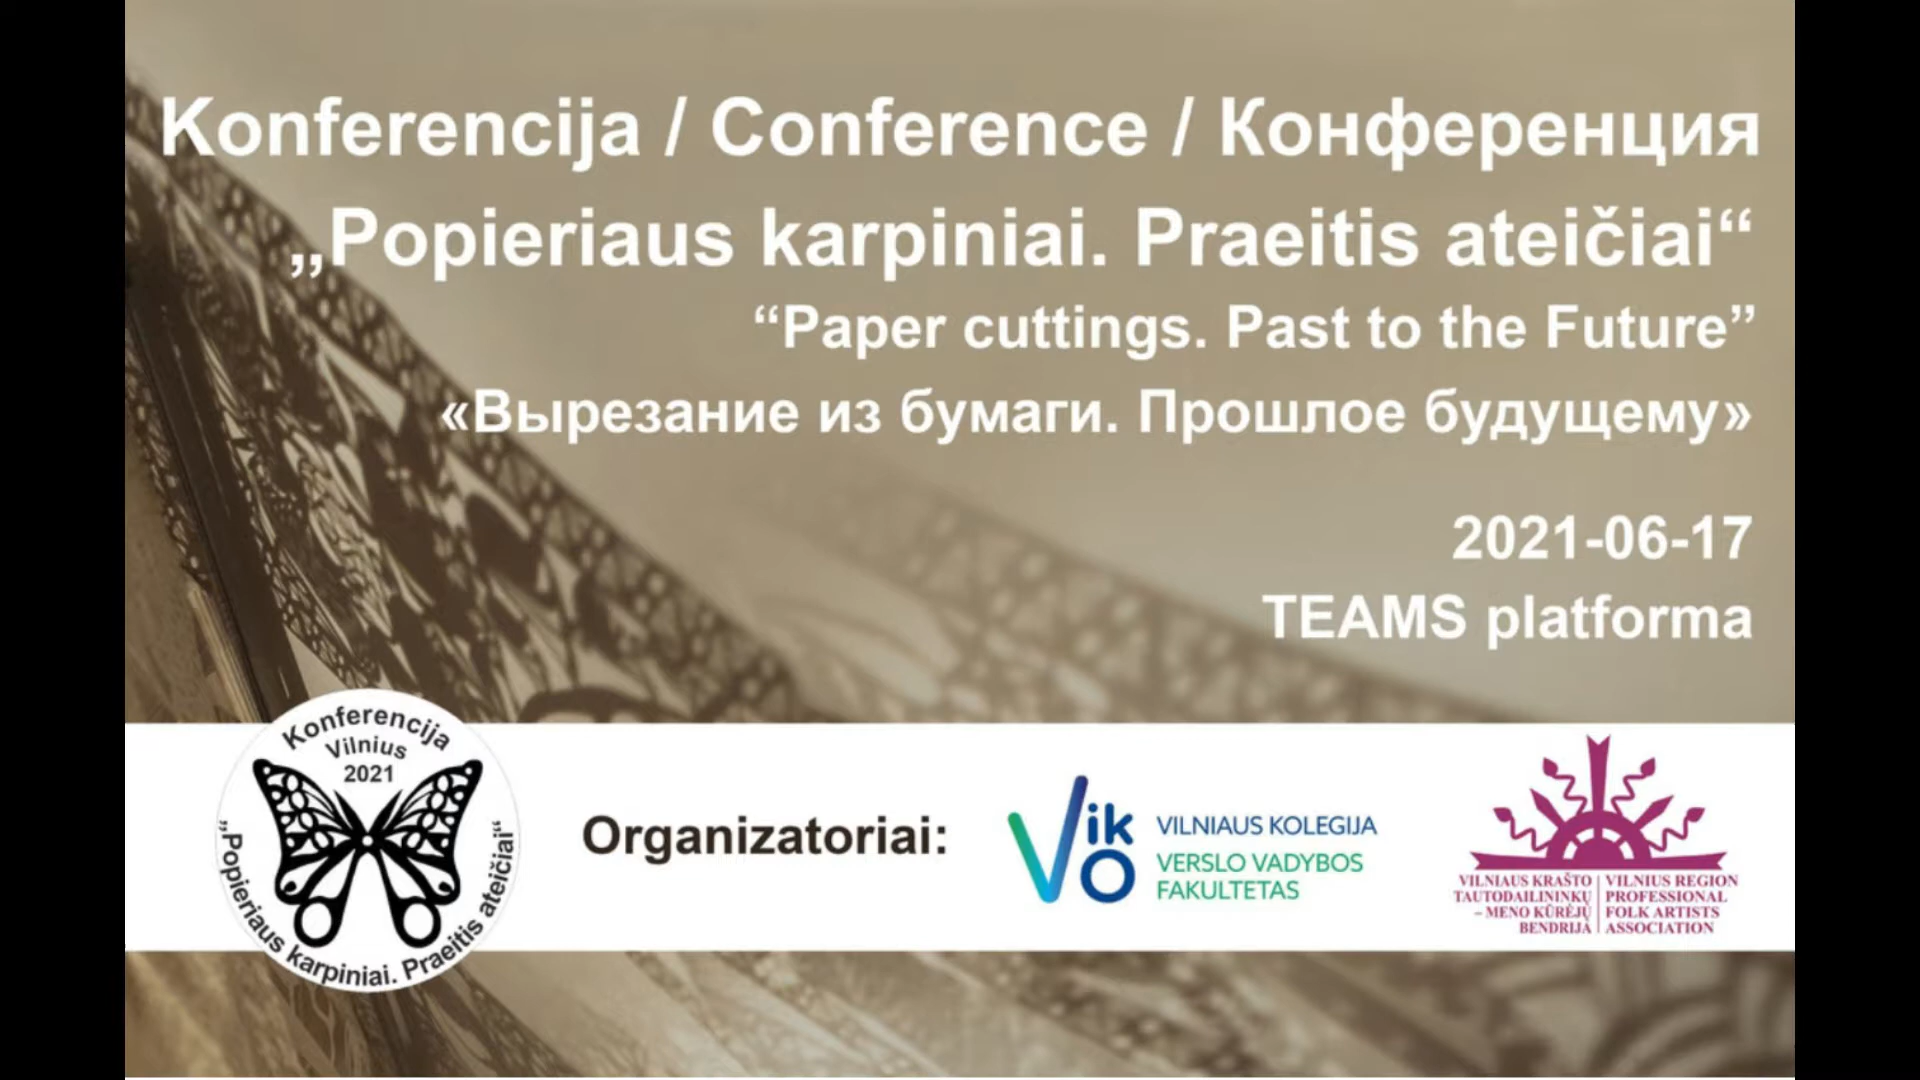 Konferencija / Conference / Конференция
„Popieriaus karpiniai. Praeitis ateičiai“
“Paper cuttings. Past to the Future”
«Вырезание из бумаги. Прошлое будущему»
2021-06-17
TEAMS platforma
Konferencija
Vilnius
2021
„Popieriaus karpiniai. Praeitis ateičiai“
Organizatoriai:
Viko
VILNIAUS KOLEGIJA
VERSLO VADYBOS
FAKULTETAS
VILNIAUS KRAŠTO
TAUTODAILININKŲ
– MENO KŪRĖJŲ
BENDRIJA
VILNIUS REGION
PROFESSIONAL
FOLK ARTISTS
ASSOCIATION